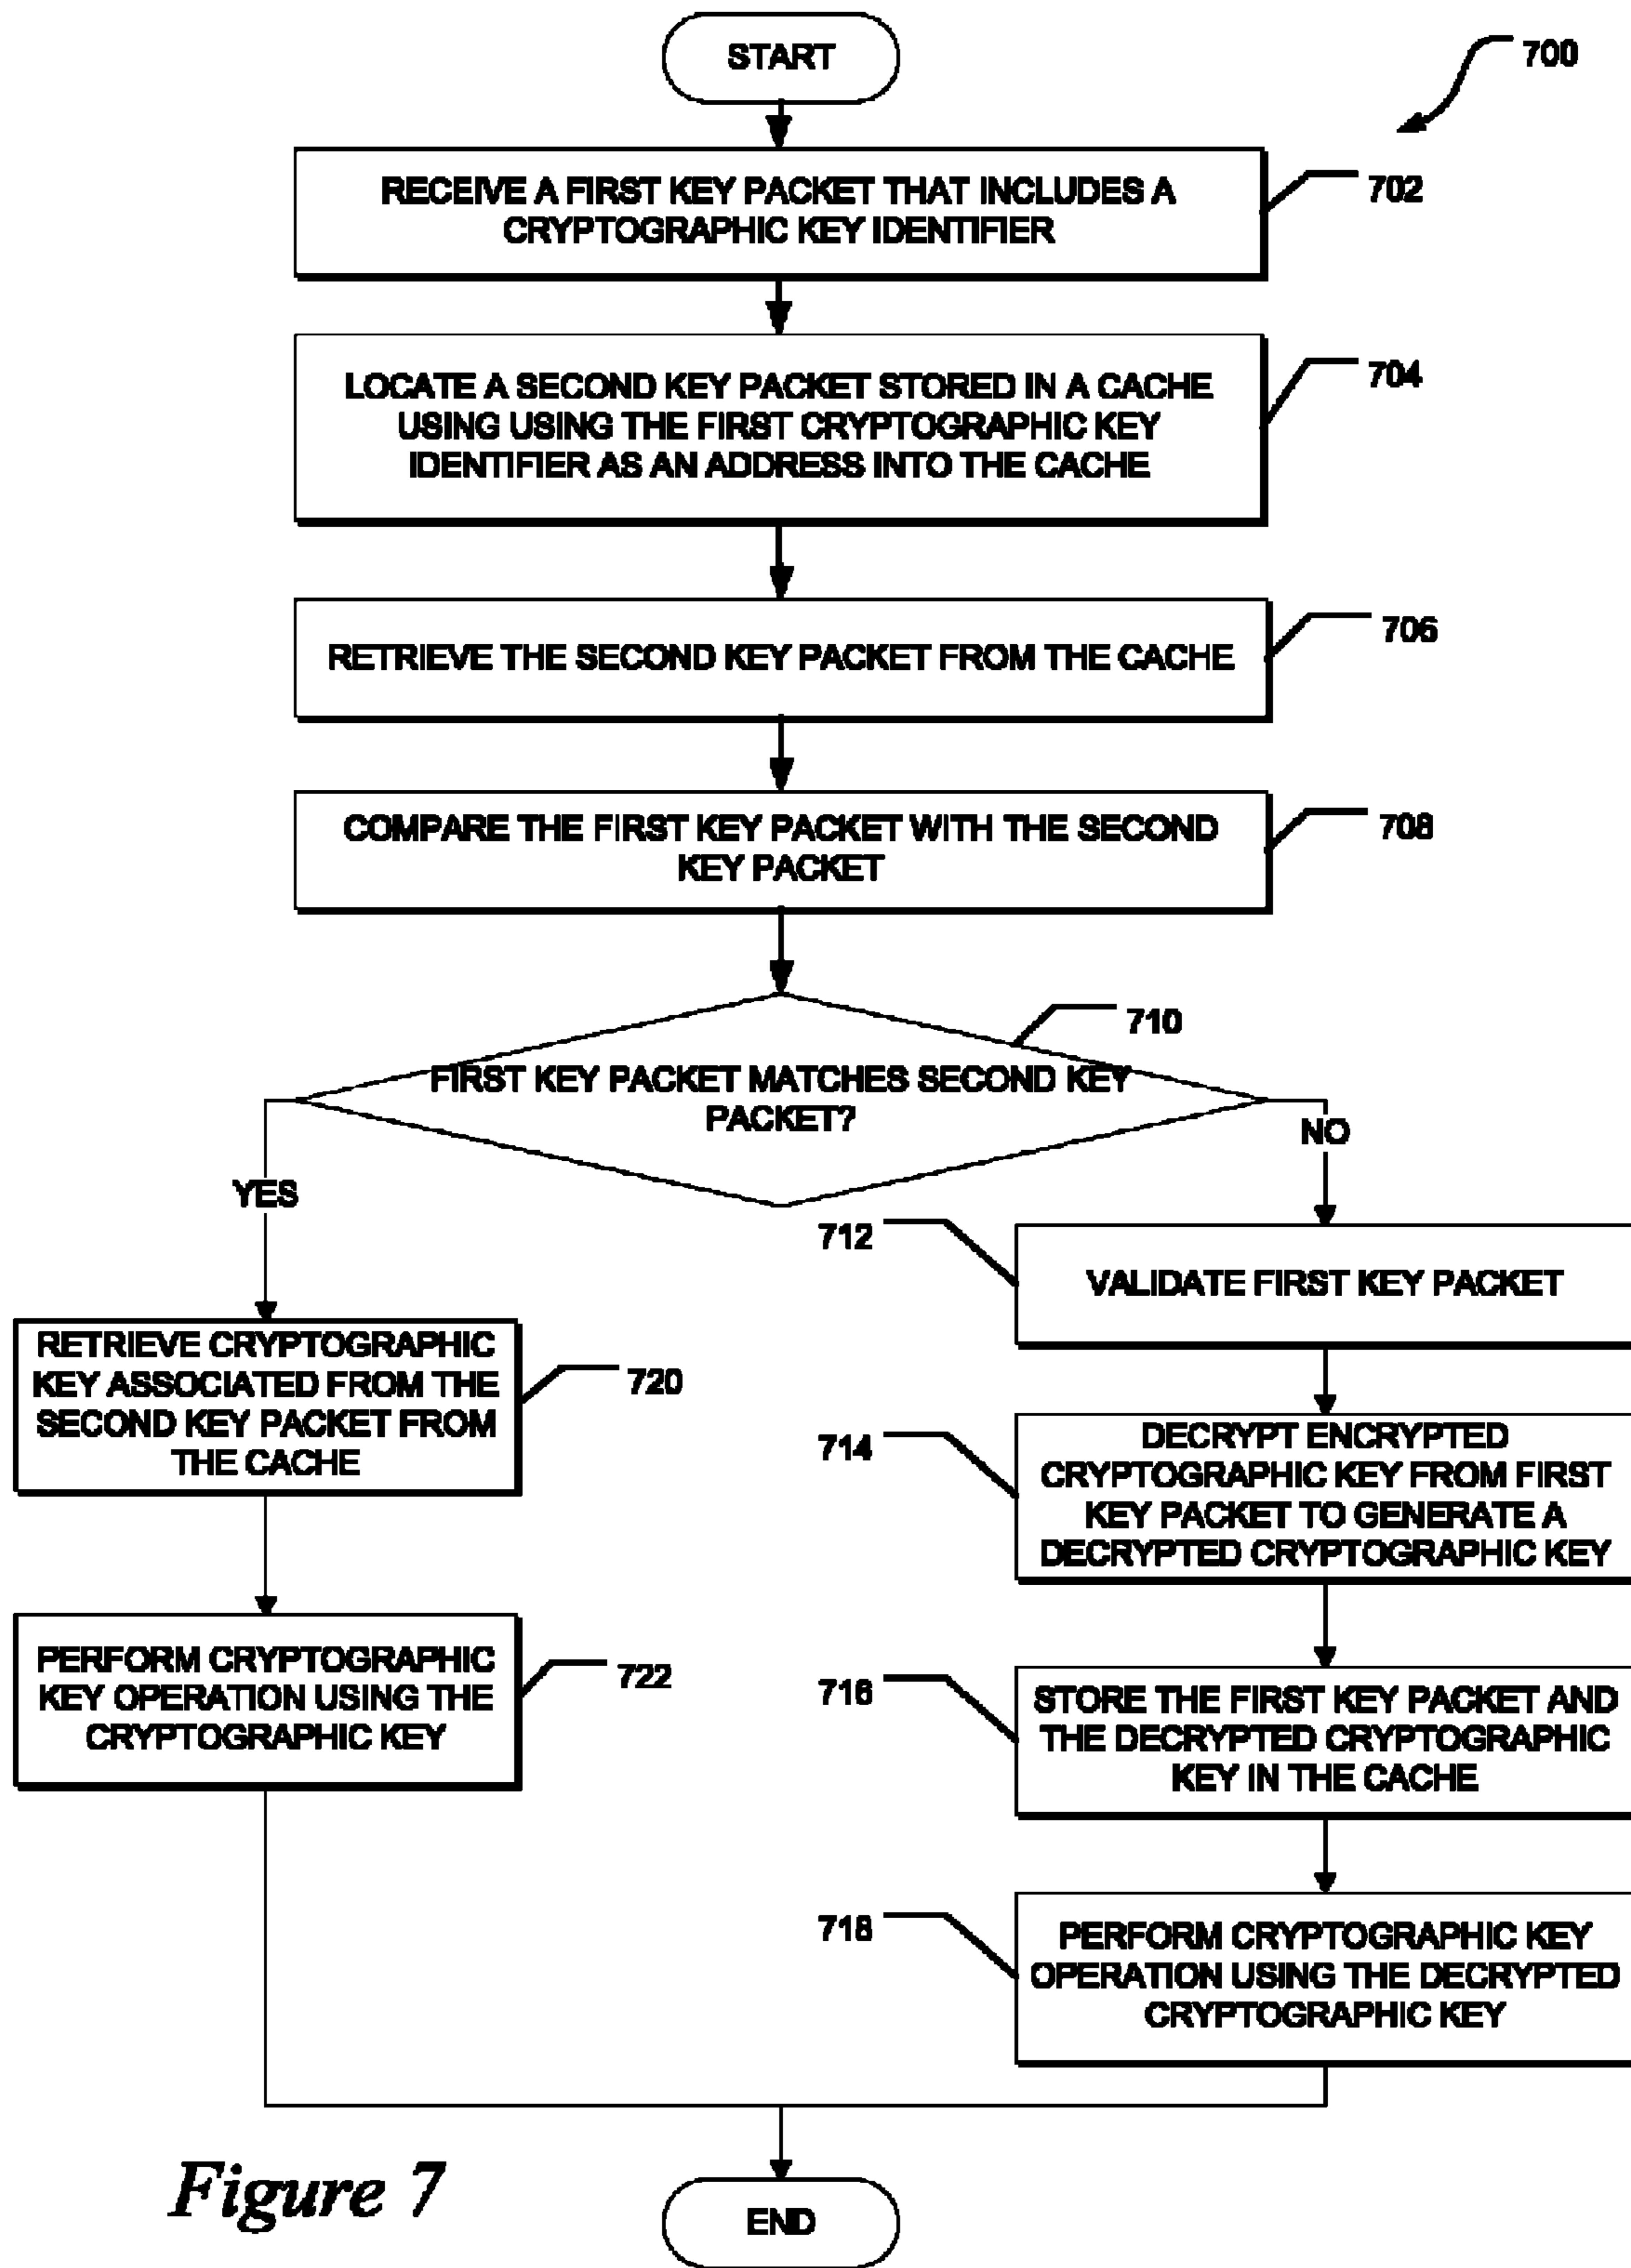 START
700
RECEIVE A FIRST KEY PACKET THAT INCLUDES A
CRYPTOGRAPHIC KEY IDENTIFIER
702
LOCATE A SECOND KEY PACKET STORED IN A CACHE
USING USING THE FIRST CRYPTOGRAPHIC KEY
IDENTIFIER AS AN ADDRESS INTO THE CACHE
704
RETRIEVE THE SECOND KEY PACKET FROM THE CACHE
706
COMPARE THE FIRST KEY PACKET WITH THE SECOND
KEY PACKET
708
710
FIRST KEY PACKET MATCHES SECOND KEY
PACKET?
YES
NO
RETRIEVE CRYPTOGRAPHIC
KEY ASSOCIATED FROM THE
SECOND KEY PACKET FROM
THE CACHE
720
PERFORM CRYPTOGRAPHIC
KEY OPERATION USING THE
CRYPTOGRAPHIC KEY
722
712
VALIDATE FIRST KEY PACKET
714
DECRYPT ENCRYPTED
CRYPTOGRAPHIC KEY FROM FIRST
KEY PACKET TO GENERATE A
DECRYPTED CRYPTOGRAPHIC KEY
716
STORE THE FIRST KEY PACKET AND
THE DECRYPTED CRYPTOGRAPHIC
KEY IN THE CACHE
718
PERFORM CRYPTOGRAPHIC KEY
OPERATION USING THE DECRYPTED
CRYPTOGRAPHIC KEY
Figure 7
END